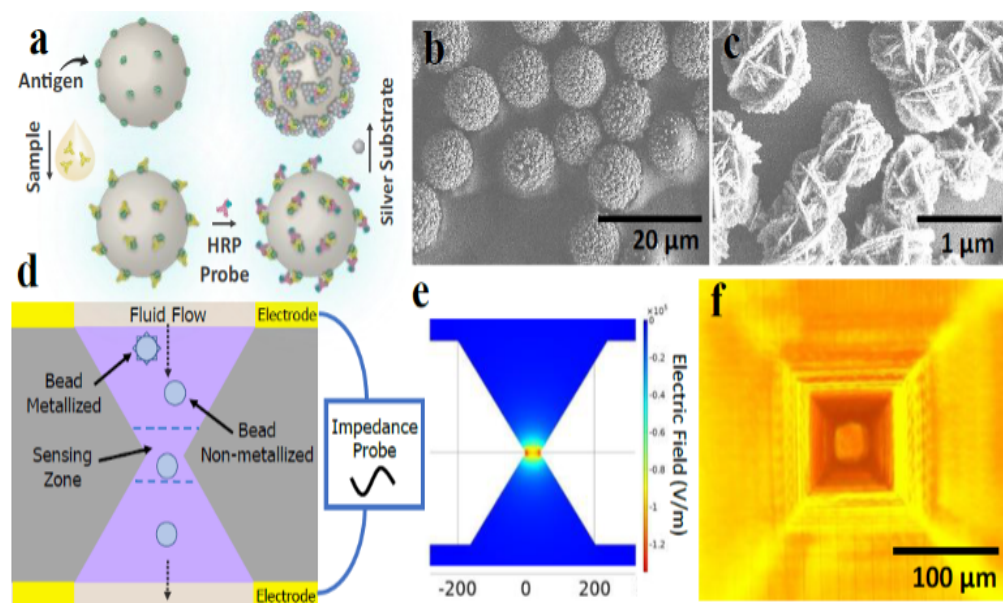 a
Antigen
Sample
HRP
Probe
Silver Substrate
b
20 µm
c
1 µm
d
Fluid Flow
Electrode
Bead
Metallized
Bead
Non-metallized
Sensing
Zone
Impedance
Probe
Electrode
e
×10⁵
0
-0.2
-0.4
-0.6
-0.8
-1
-1.2
Electric Field (V/m)
-200
0
200
f
100 µm